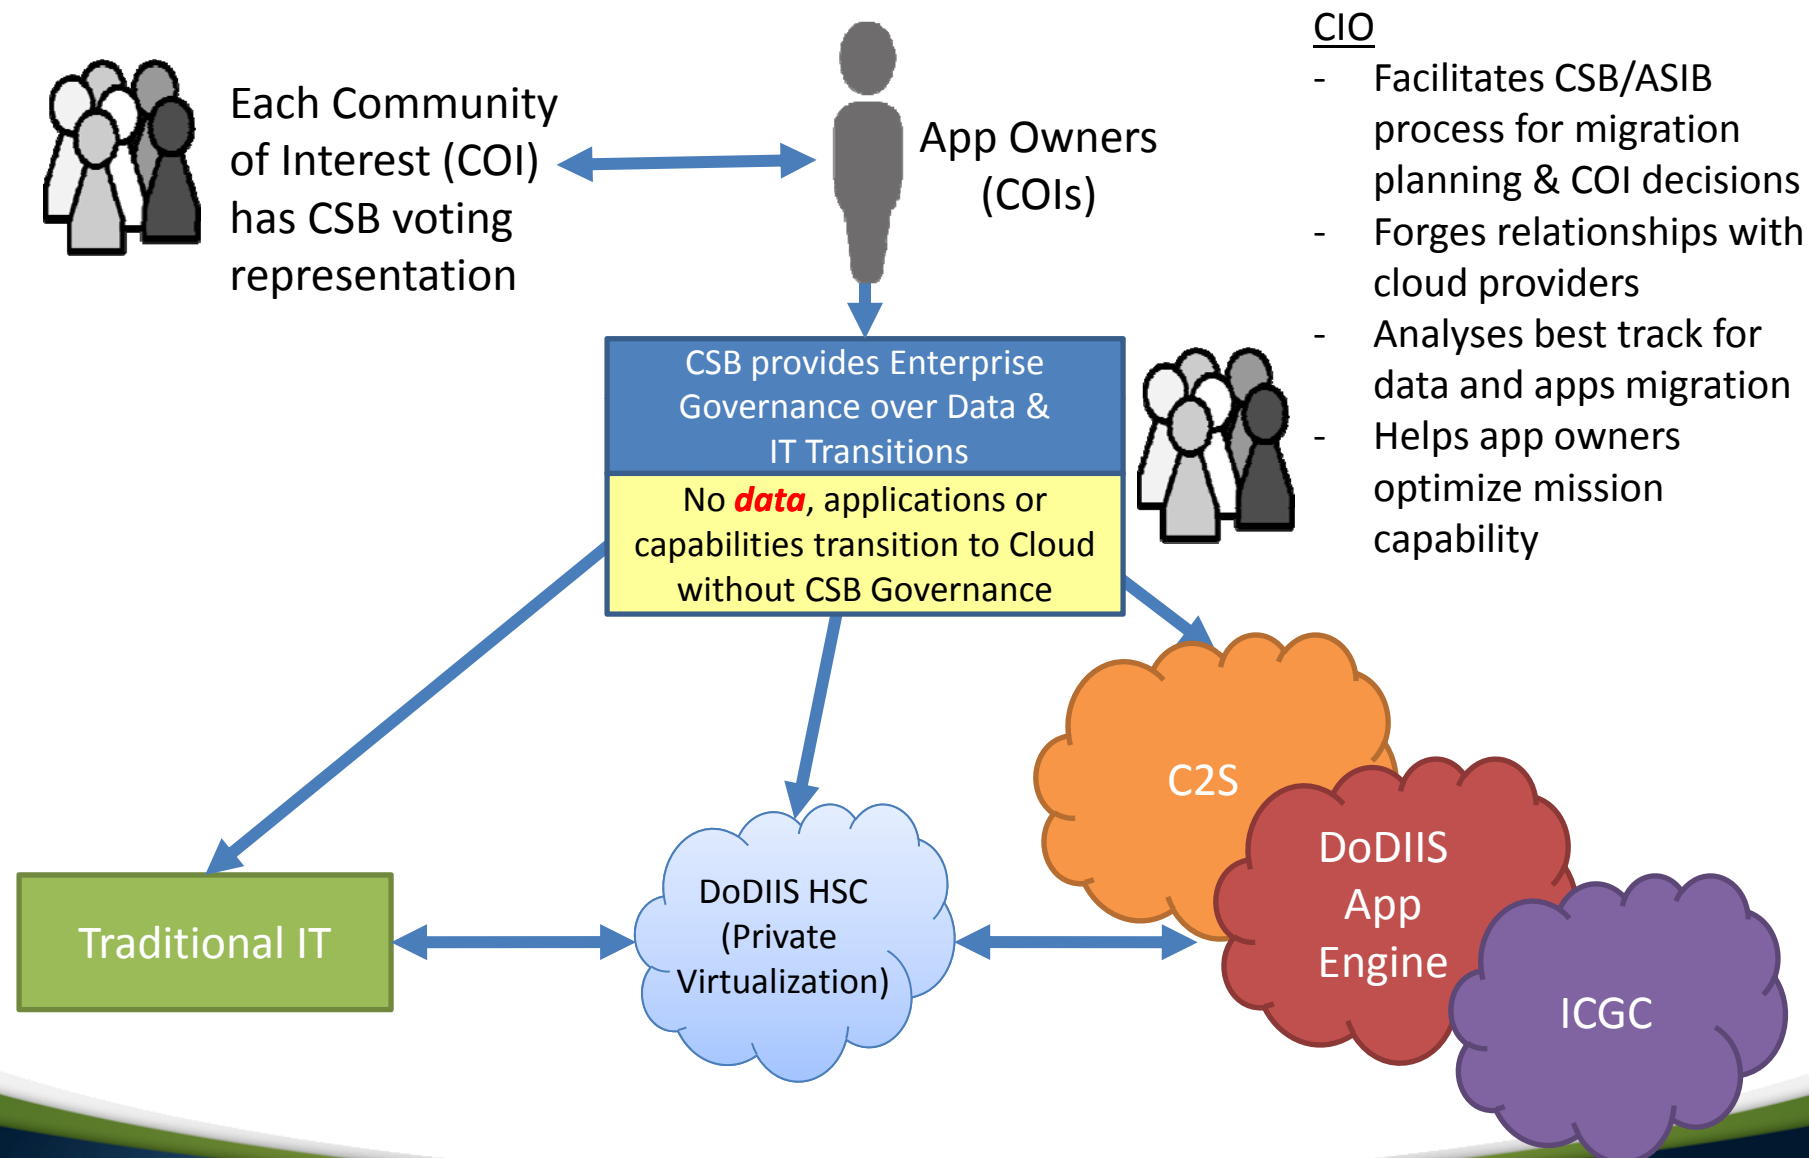 Each Community
of Interest (COI)
has CSB voting
representation
App Owners
(COIs)
CIO
- Facilitates CSB/ASIB
process for migration
planning & COI decisions
- Forges relationships with
cloud providers
- Analyses best track for
data and apps migration
- Helps app owners
optimize mission
capability
CSB provides Enterprise
Governance over Data &
IT Transitions
No data, applications or
capabilities transition to Cloud
without CSB Governance
Traditional IT
DoDIIS HSC
(Private
Virtualization)
C2S
DoDIIS
App
Engine
ICGC